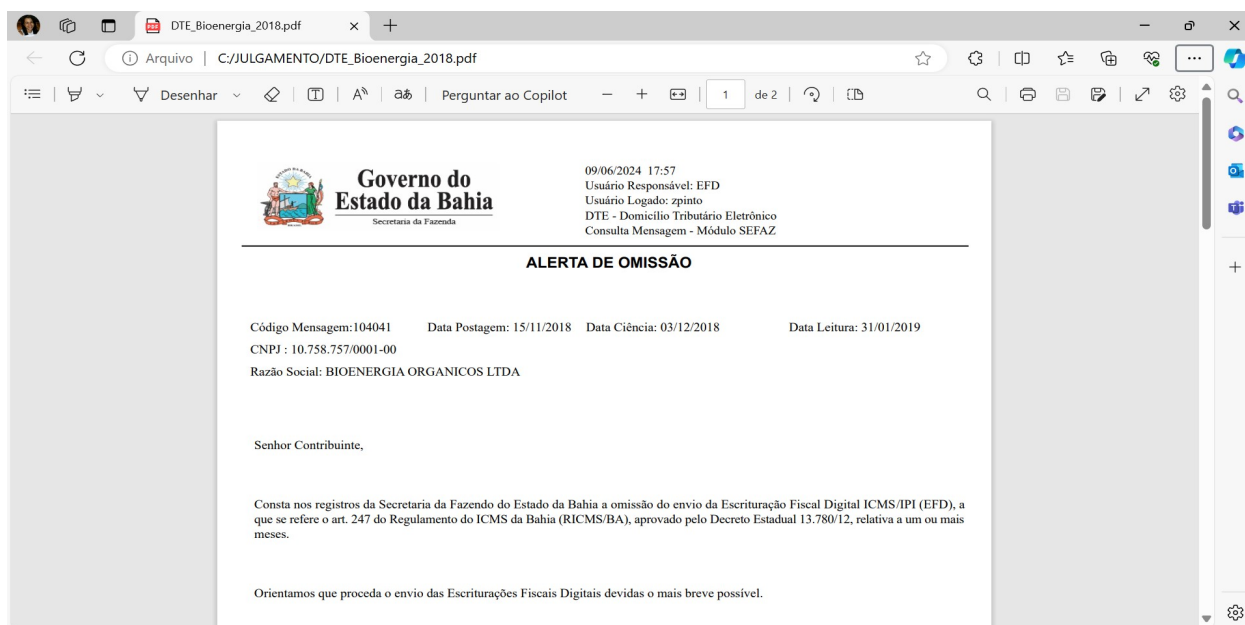 DTE_Bioenergia_2018.pdf
Arquivo | C:/JULGAMENTO/DTE_Bioenergia_2018.pdf
Desenhar
Perguntar ao Copilot
1 de 2
Governo do
Estado da Bahia
Secretaria da Fazenda
09/06/2024 17:57
Usuário Responsável: EFD
Usuário Logado: zpinto
DTE - Domicílio Tributário Eletrônico
Consulta Mensagem - Módulo SEFAZ
ALERTA DE OMISSÃO
Código Mensagem:104041 Data Postagem: 15/11/2018 Data Ciência: 03/12/2018 Data Leitura: 31/01/2019
CNPJ : 10.758.757/0001-00
Razão Social: BIOENERGIA ORGANICOS LTDA
Senhor Contribuinte,
Consta nos registros da Secretaria da Fazendo do Estado da Bahia a omissão do envio da Escrituração Fiscal Digital ICMS/IPI (EFD), a
que se refere o art. 247 do Regulamento do ICMS da Bahia (RICMS/BA), aprovado pelo Decreto Estadual 13.780/12, relativa a um ou mais
meses.
Orientamos que proceda o envio das Escriturações Fiscais Digitais devidas o mais breve possível.